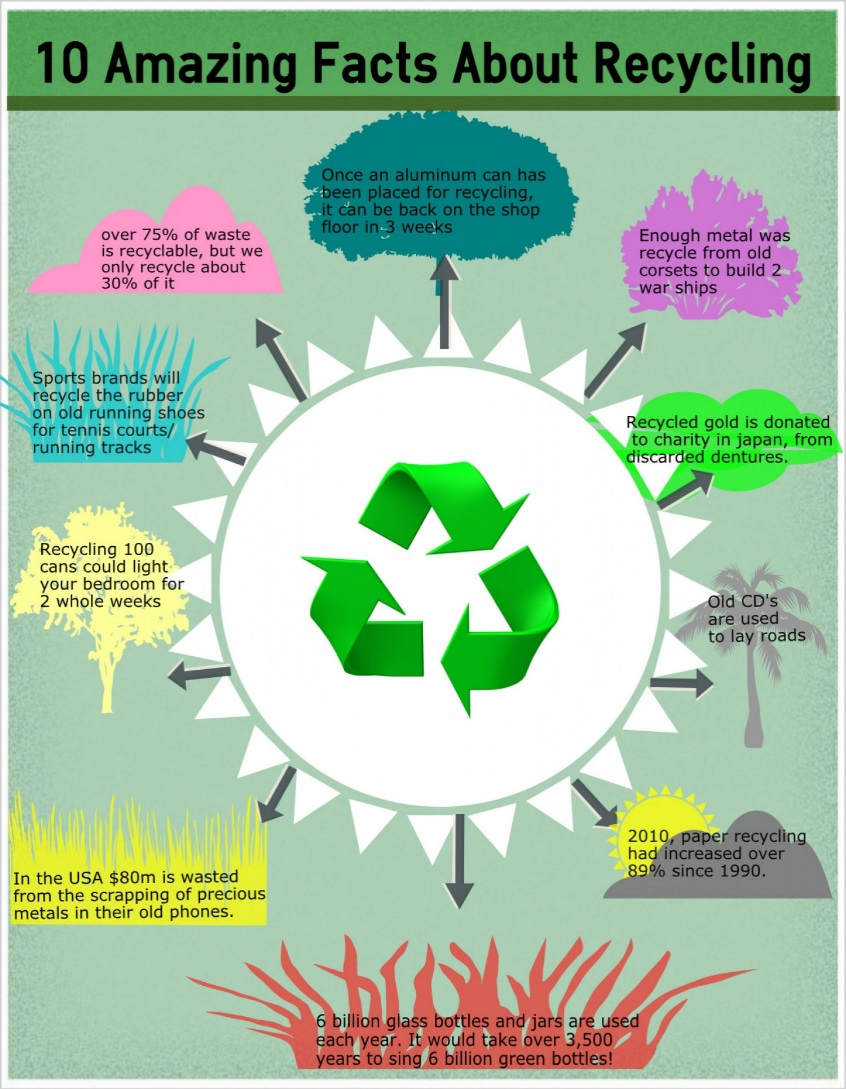 10 Amazing Facts About Recycling
Once an aluminum can has
been placed for recycling,
it can be back on the shop
floor in 3 weeks
over 75% of waste
is recyclable, but we
only recycle about
30% of it
Enough metal was
recycle from old
corsets to build 2
war ships
Sports brands will
recycle the rubber
on old running shoes
for tennis courts/
running tracks
Recycled gold is donated
to charity in japan, from
discarded dentures.
Recycling 100
cans could light
your bedroom for
2 whole weeks
Old CD's
are used
to lay roads
2010, paper recycling
had increased over
89% since 1990.
In the USA $80m is wasted
from the scrapping of precious
metals in their old phones.
6 billion glass bottles and jars are used
each year. It would take over 3,500
years to sing 6 billion green bottles!